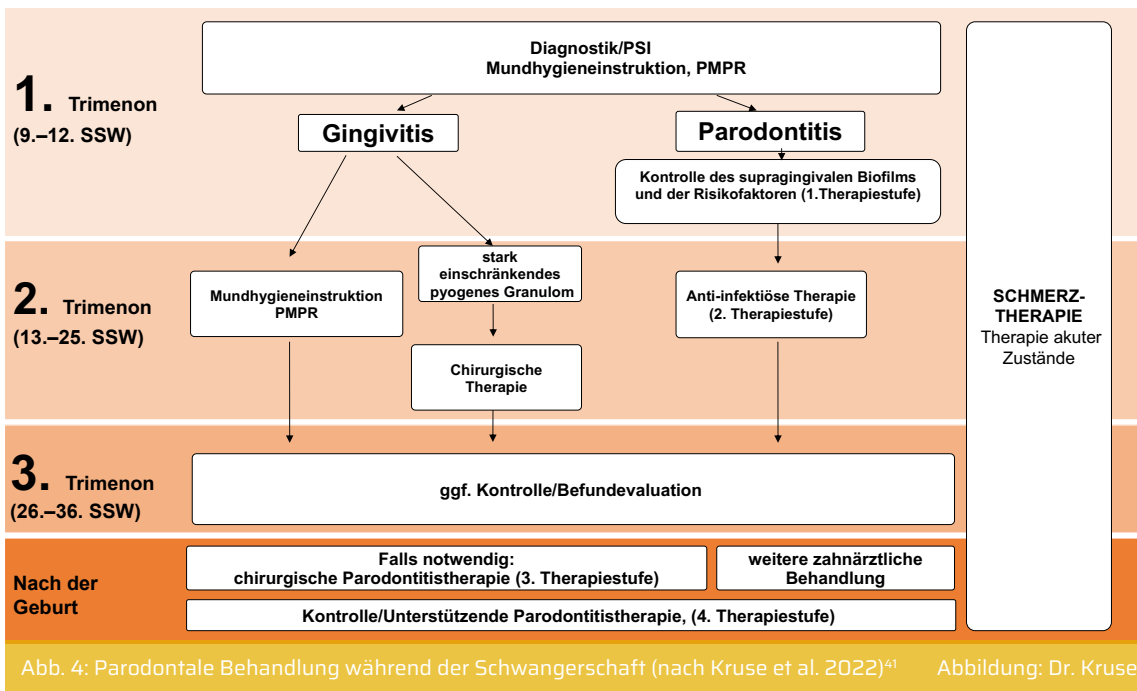 Diagnostik/PSI
Mundhygieneinstruktion, PMPR
1. Trimenon
(9.–12. SSW)
Gingivitis
Parodontitis
Kontrolle des supragingivalen Biofilms
und der Risikofaktoren (1.Therapiestufe)
2. Trimenon
(13.–25. SSW)
Mundhygieneinstruktion
PMPR
stark
einschränkendes
pyogenes Granulom
Anti-infektiöse Therapie
(2. Therapiestufe)
Chirurgische
Therapie
3. Trimenon
(26.–36. SSW)
ggf. Kontrolle/Befundevaluation
Nach der
Geburt
Falls notwendig:
chirurgische Parodontitistherapie (3. Therapiestufe)
weitere zahnärztliche
Behandlung
Kontrolle/Unterstützende Parodontitistherapie, (4. Therapiestufe)
SCHMERZ-
THERAPIE
Therapie akuter
Zustände
Abb. 4: Parodontale Behandlung während der Schwangerschaft (nach Kruse et al. 2022)⁴¹ Abbildung: Dr. Kruse